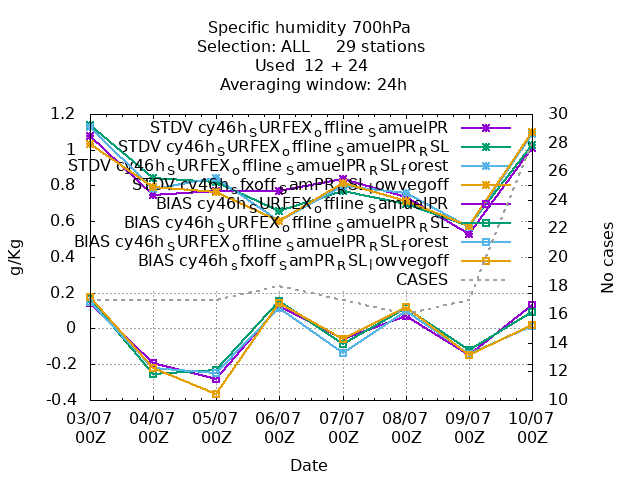 Specific humidity 700hPa
Selection: ALL 29 stations
Used 12 + 24
Averaging window: 24h
STDV cy46h_SURFEX_offline_SamuelPR
STDV cy46h_SURFEX_offline_SamuelPR_RSL
STDV cy46h_SURFEX_offline_SamuelPR_RSL_forest
STDV cy46h_sfxoff_SamPR_RSL_lowvegoff
BIAS cy46h_SURFEX_offline_SamuelPR
BIAS cy46h_SURFEX_offline_SamuelPR_RSL
BIAS cy46h_SURFEX_offline_SamuelPR_RSL_forest
BIAS cy46h_sfxoff_SamPR_RSL_lowvegoff
CASES
g/Kg
1.2
1
0.8
0.6
0.4
0.2
0
-0.2
-0.4
No cases
30
28
26
24
22
20
18
16
14
12
10
03/07 04/07 05/07 06/07 07/07 08/07 09/07 10/07
00Z 00Z 00Z 00Z 00Z 00Z 00Z 00Z
Date